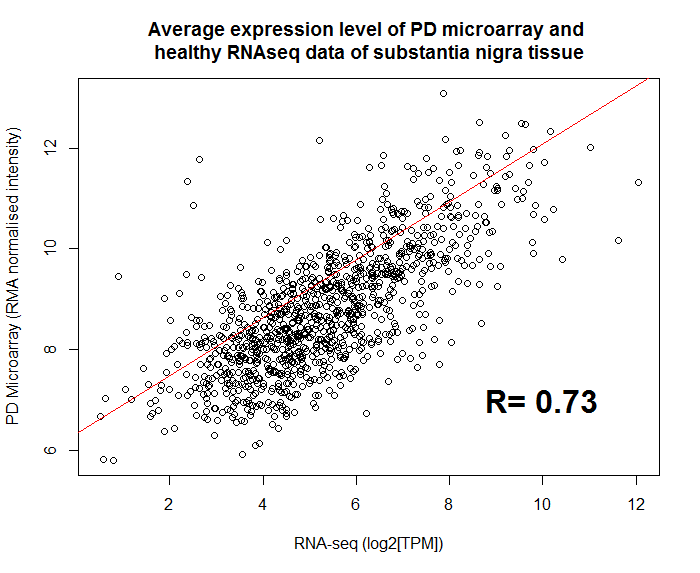 Average expression level of PD microarray and
healthy RNAseq data of substantia nigra tissue
PD Microarray (RMA normalised intensity)
12
10
8
6
R= 0.73
2 4 6 8 10 12
RNA-seq (log2[TPM])